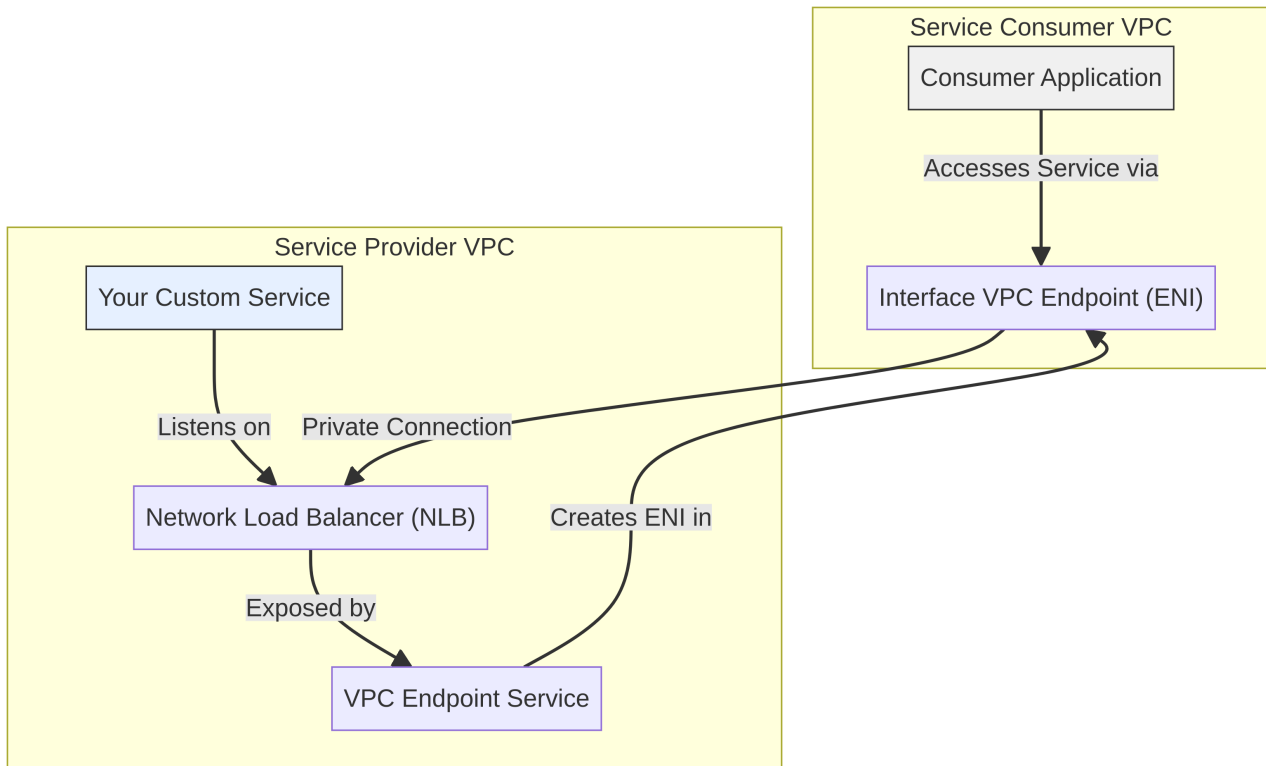 Service Consumer VPC
Consumer Application
Accesses Service via
Service Provider VPC
Your Custom Service
Interface VPC Endpoint (ENI)
Listens on
Private Connection
Network Load Balancer (NLB)
Creates ENI in
Exposed by
VPC Endpoint Service